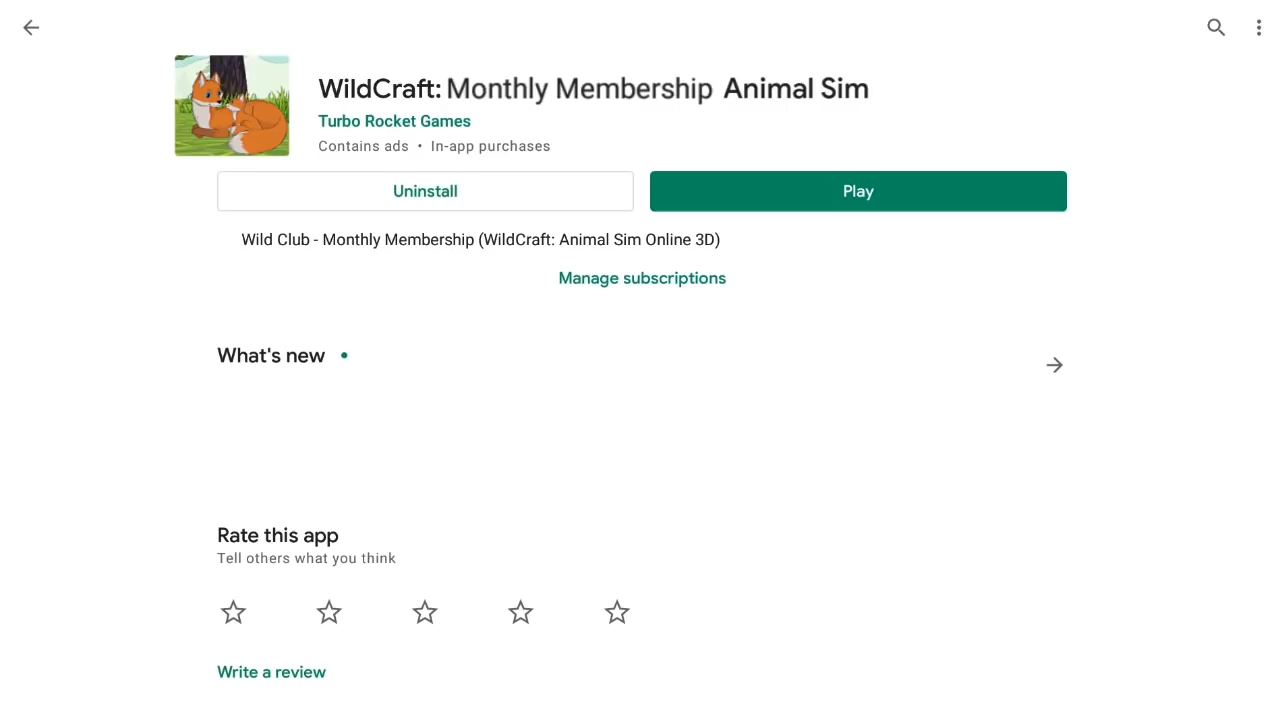 WildCraft: Monthly Membership Animal Sim
Turbo Rocket Games
Contains ads • In-app purchases
Uninstall
Play
Wild Club - Monthly Membership (WildCraft: Animal Sim Online 3D)
Manage subscriptions
What's new •
Rate this app
Tell others what you think
Write a review